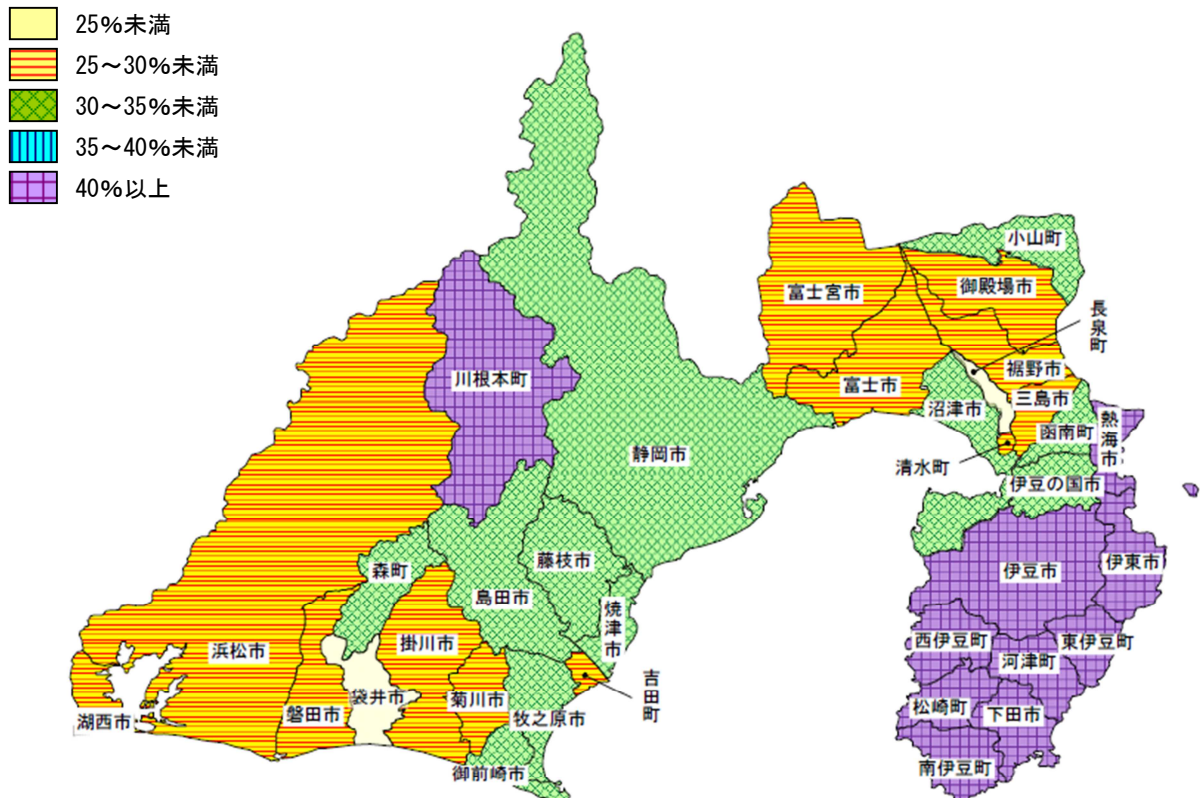 25%未満
25～30%未満
30～35%未満
35～40%未満
40%以上
小山町
御殿場市
富士宮市
長泉町
裾野市
川根本町
富士市
三島市
沼津市
函南町
熱海市
静岡市
清水町
伊豆の国市
藤枝市
伊豆市
伊東市
森町
島田市
焼津市
浜松市
掛川市
西伊豆町
東伊豆町
河津町
吉田町
袋井市
菊川市
湖西市
磐田市
牧之原市
松崎町
下田市
御前崎市
南伊豆町